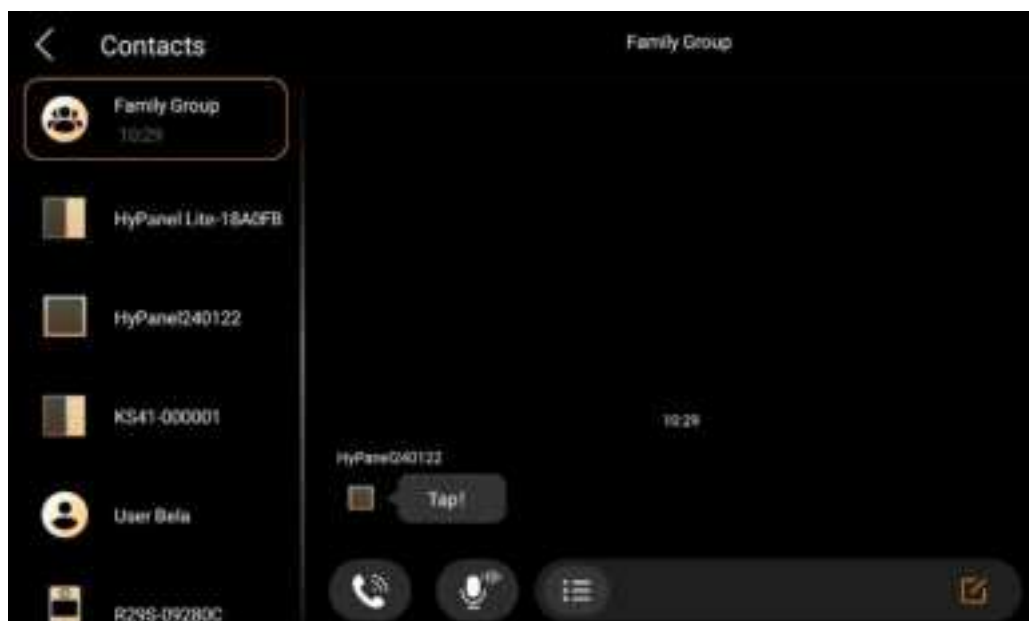 Contacts
Family Group
Family Group
10:29
HyPanel Lite-18A0FB
HyPanel240122
KS41-000001
User Bela
R29S-09280C
10:29
HyPanel240122
Tap!